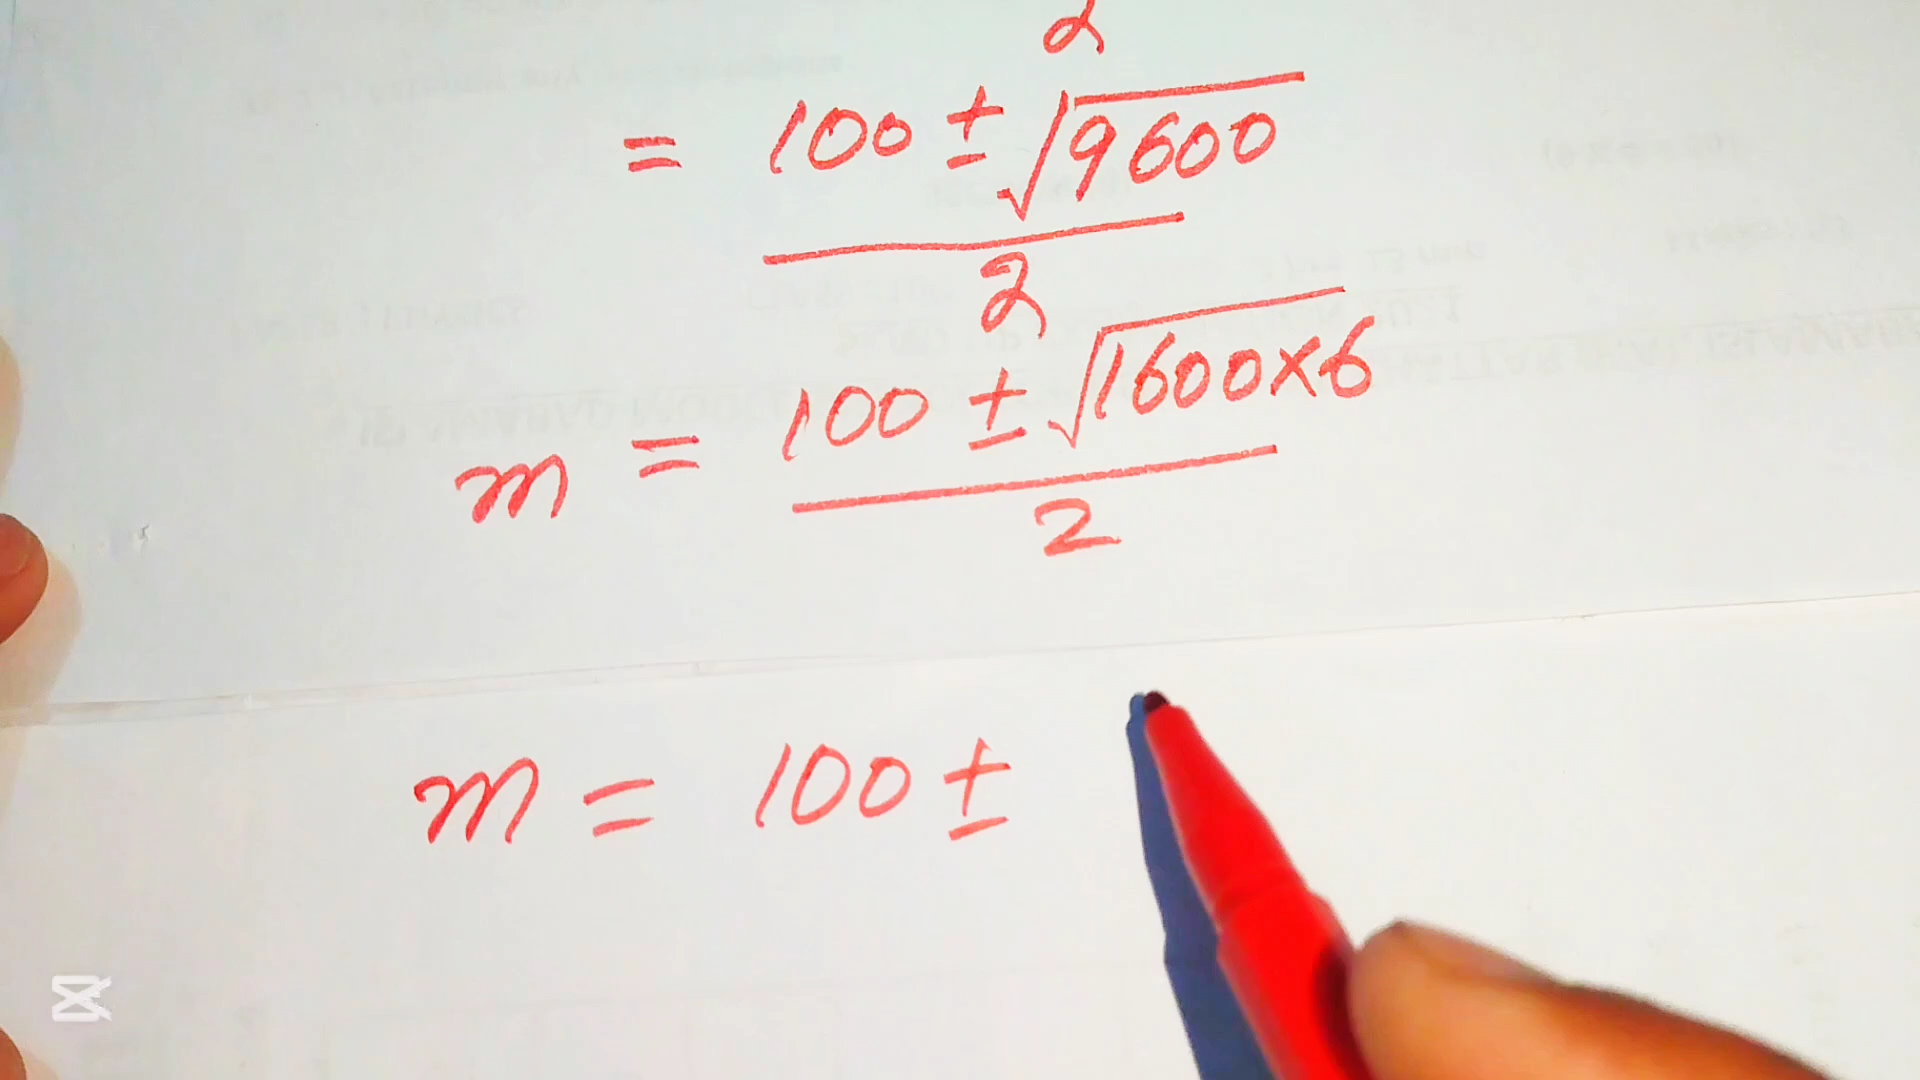 2
= 100 ± √9600
2
m = 100 ± √1600×6
2
m = 100 ±